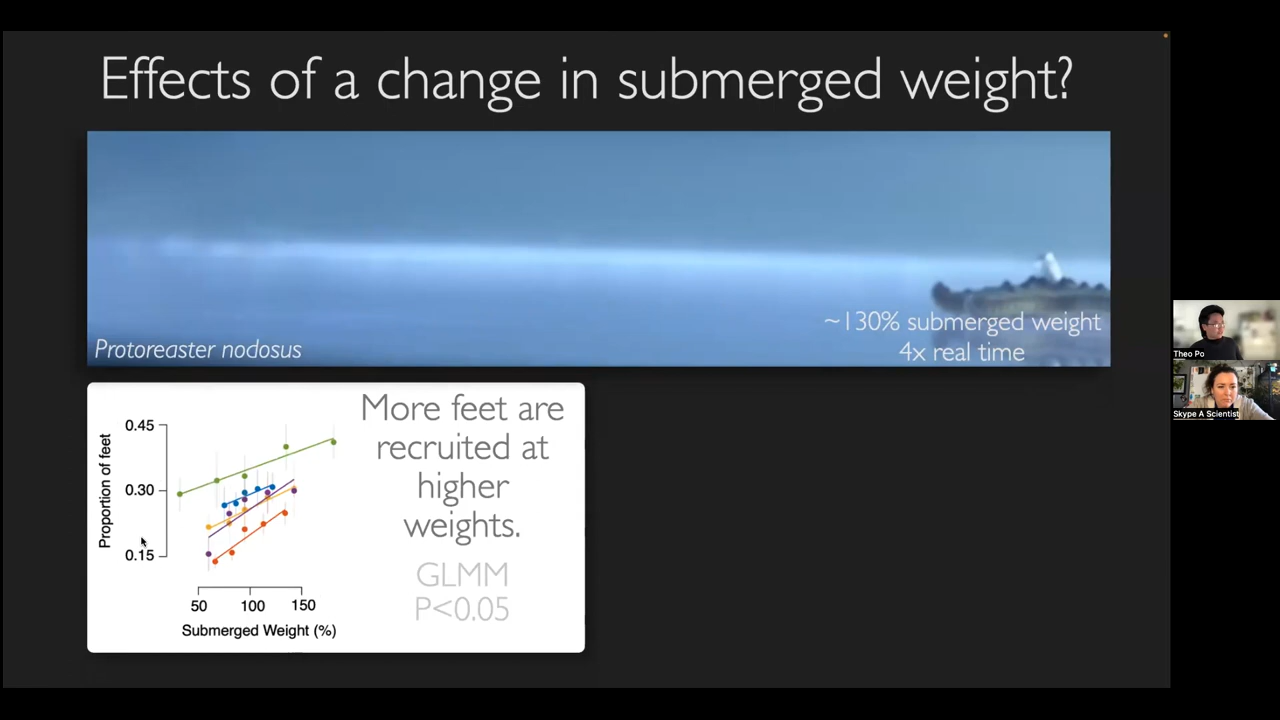 Effects of a change in submerged weight?
~130% submerged weight
4x real time
Protoreaster nodosus
More feet are
recruited at
higher
weights.
GLMM
P<0.05
Proportion of feet
0.45
0.30
0.15
50 100 150
Submerged Weight (%)
Theo Po
Skype A Scientist